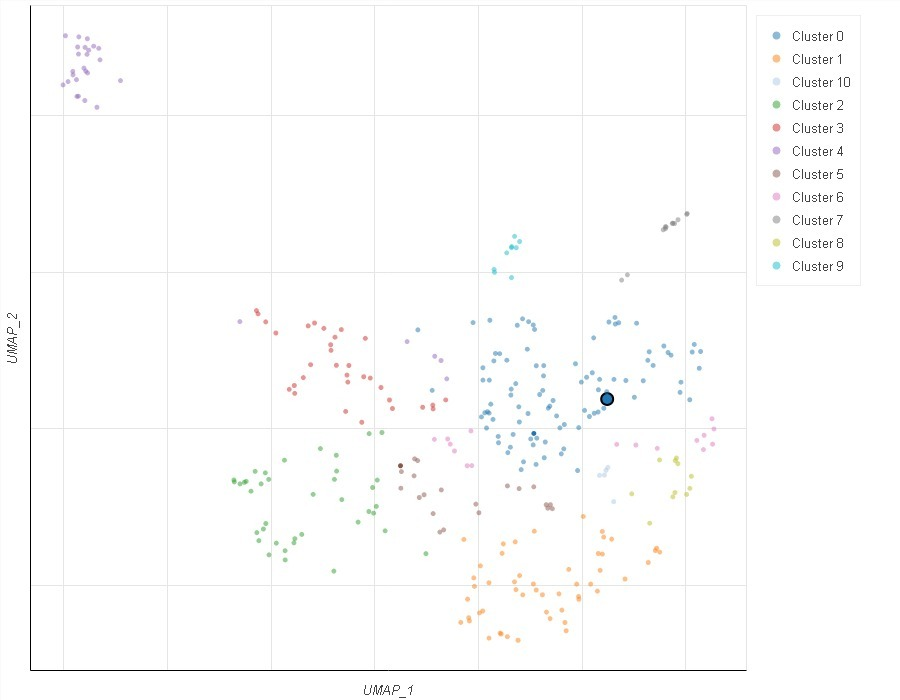 Cluster 0
Cluster 1
Cluster 10
Cluster 2
Cluster 3
Cluster 4
Cluster 5
Cluster 6
Cluster 7
Cluster 8
Cluster 9
UMAP_2
UMAP_1